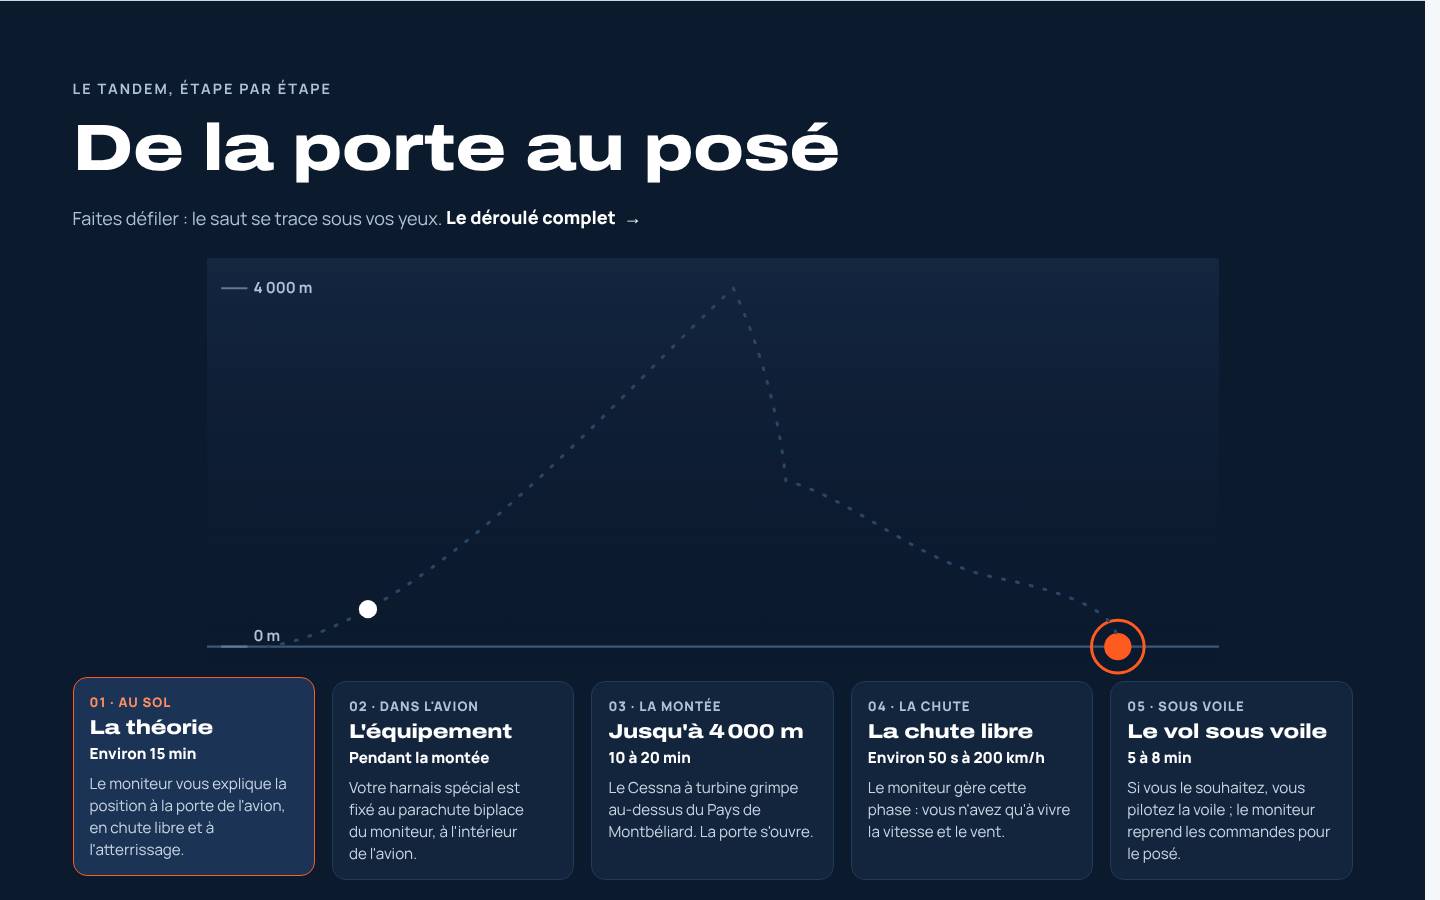 LE TANDEM, ÉTAPE PAR ÉTAPE
De la porte au posé
Faites défiler : le saut se trace sous vos yeux. Le déroulé complet →
4 000 m
0 m
01 · AU SOL
La théorie
Environ 15 min
Le moniteur vous explique la
position à la porte de l'avion,
en chute libre et à
l'atterrissage.
02 · DANS L'AVION
L'équipement
Pendant la montée
Votre harnais spécial est
fixé au parachute biplace
du moniteur, à l'intérieur
de l'avion.
03 · LA MONTÉE
Jusqu'à 4 000 m
10 à 20 min
Le Cessna à turbine grimpe
au-dessus du Pays de
Montbéliard. La porte s'ouvre.
04 · LA CHUTE
La chute libre
Environ 50 s à 200 km/h
Le moniteur gère cette
phase : vous n'avez qu'à vivre
la vitesse et le vent.
05 · SOUS VOILE
Le vol sous voile
5 à 8 min
Si vous le souhaitez, vous
pilotez la voile ; le moniteur
reprend les commandes pour
le posé.